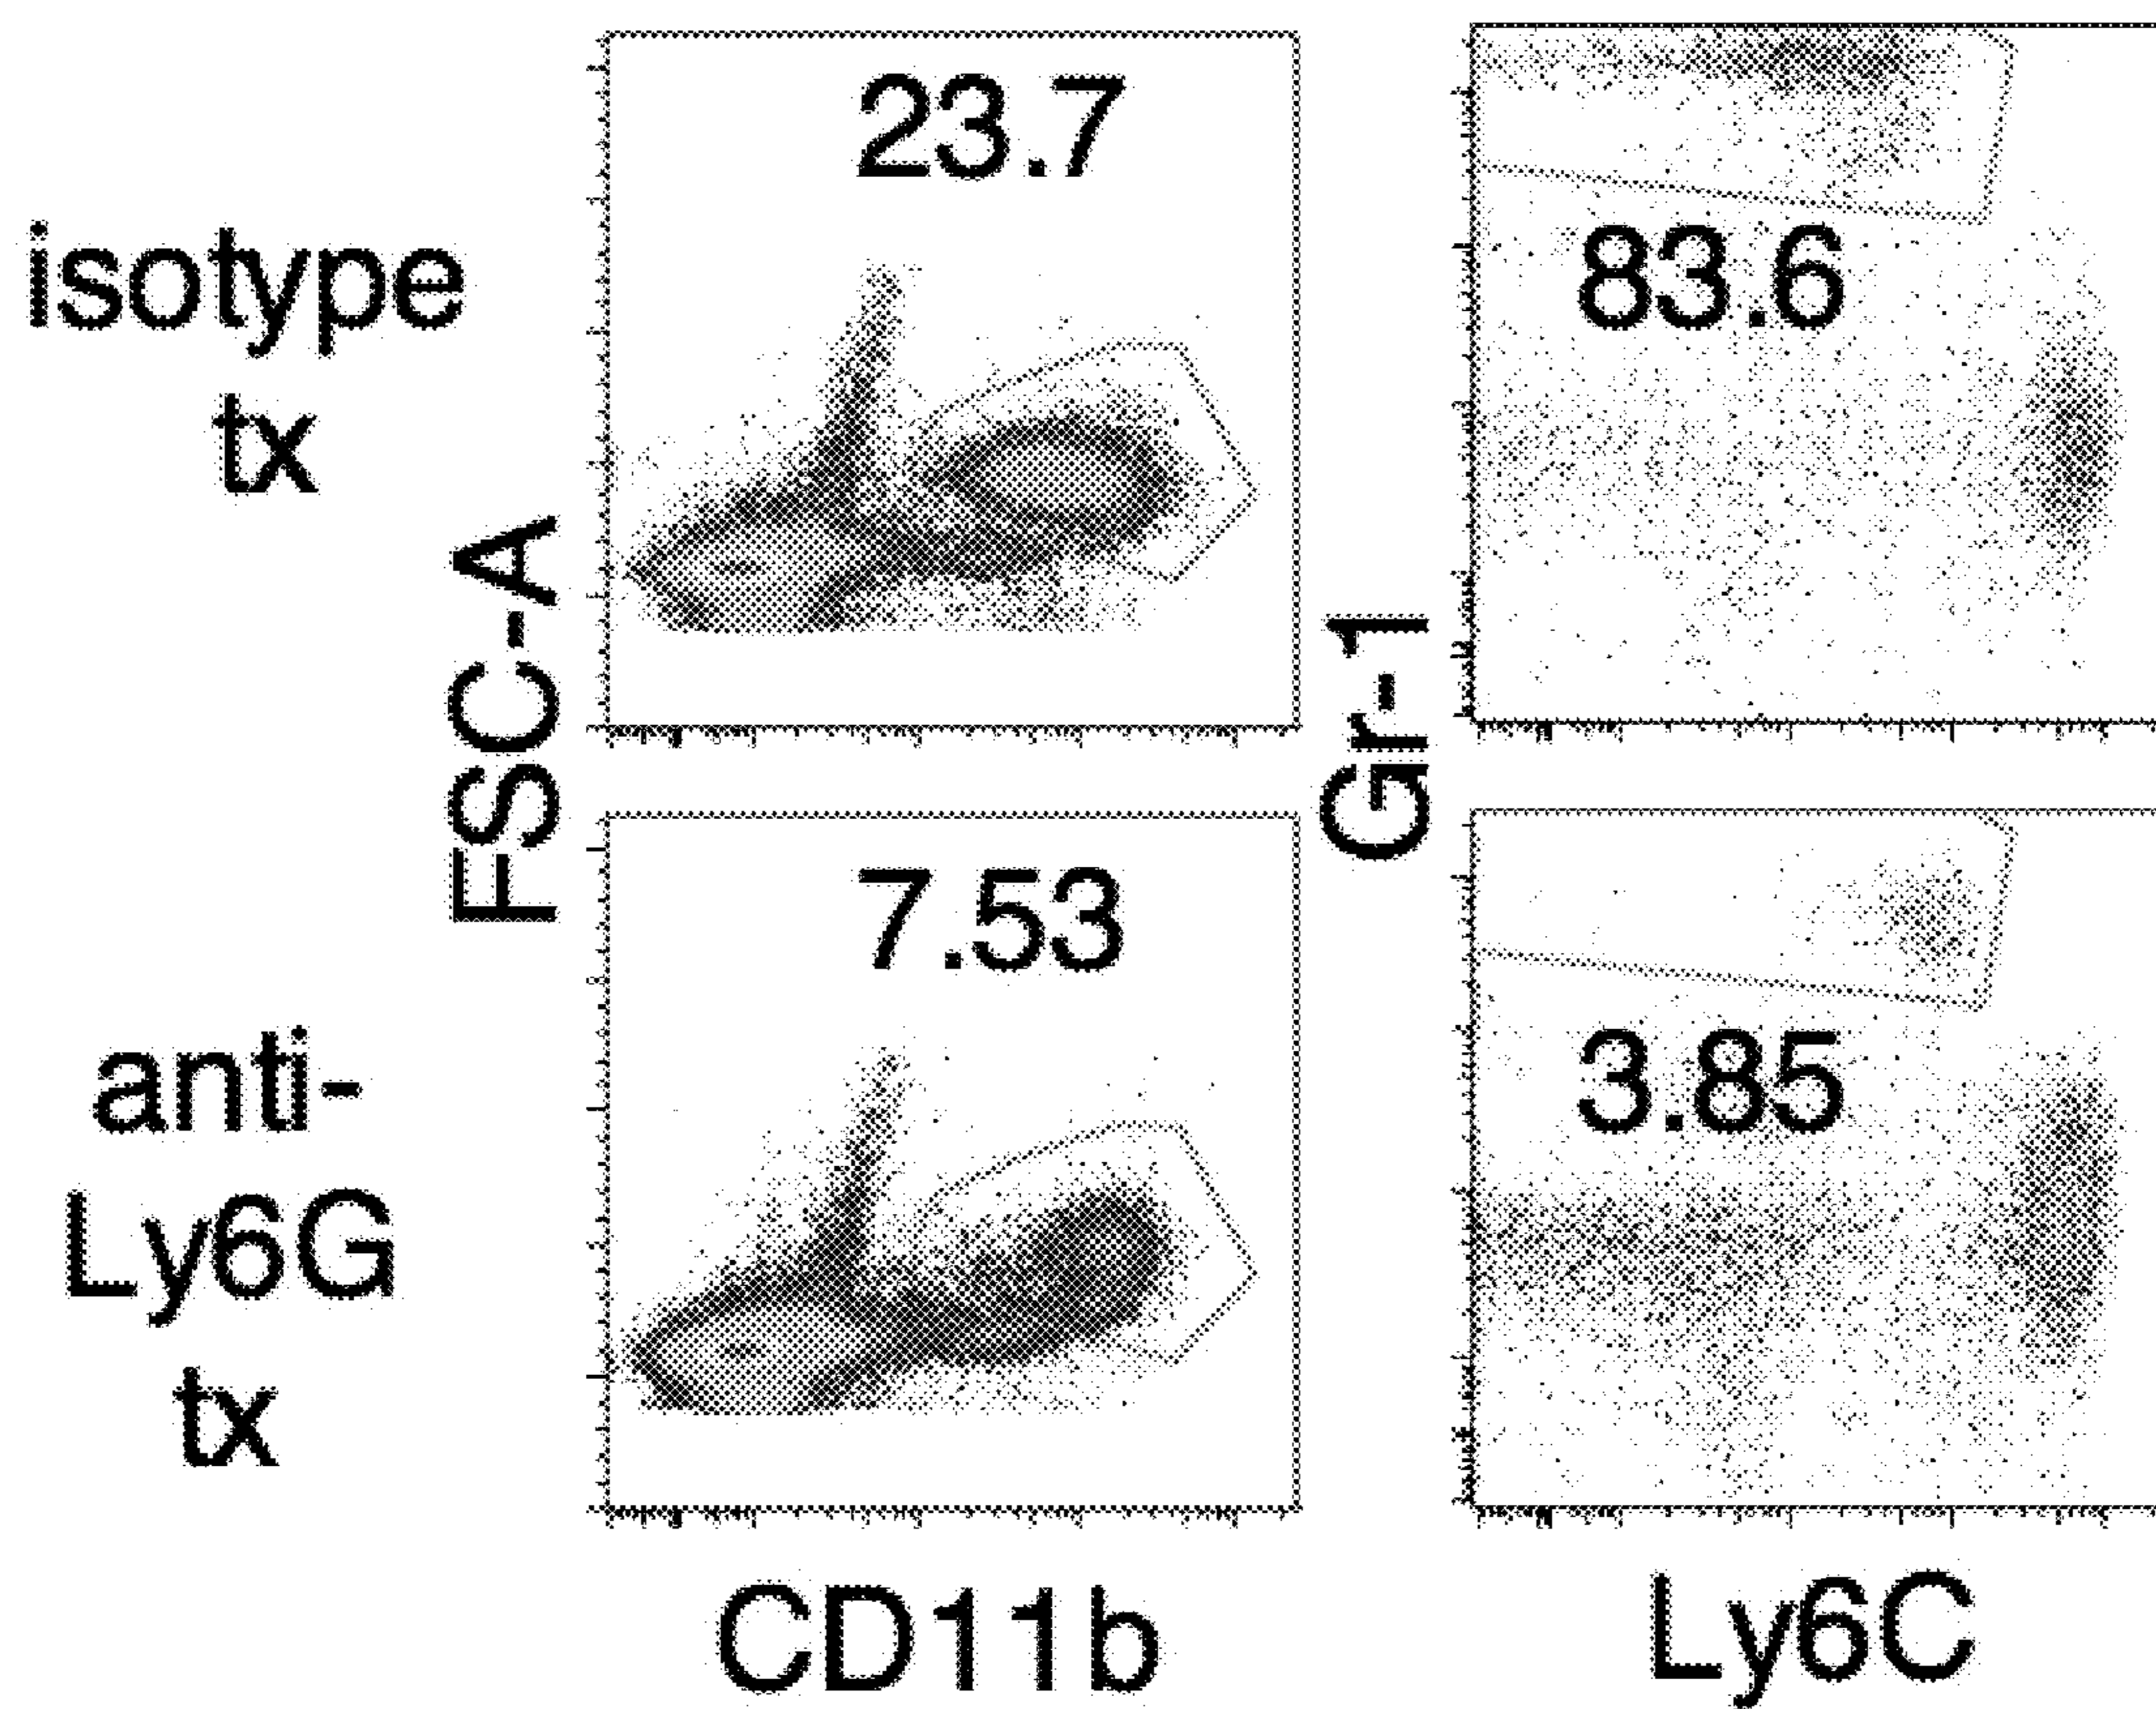 isotype
tx
FSC-A
23.7
Gr-1
83.6
anti-
Ly6G
tx
7.53
3.85
CD11b
Ly6C